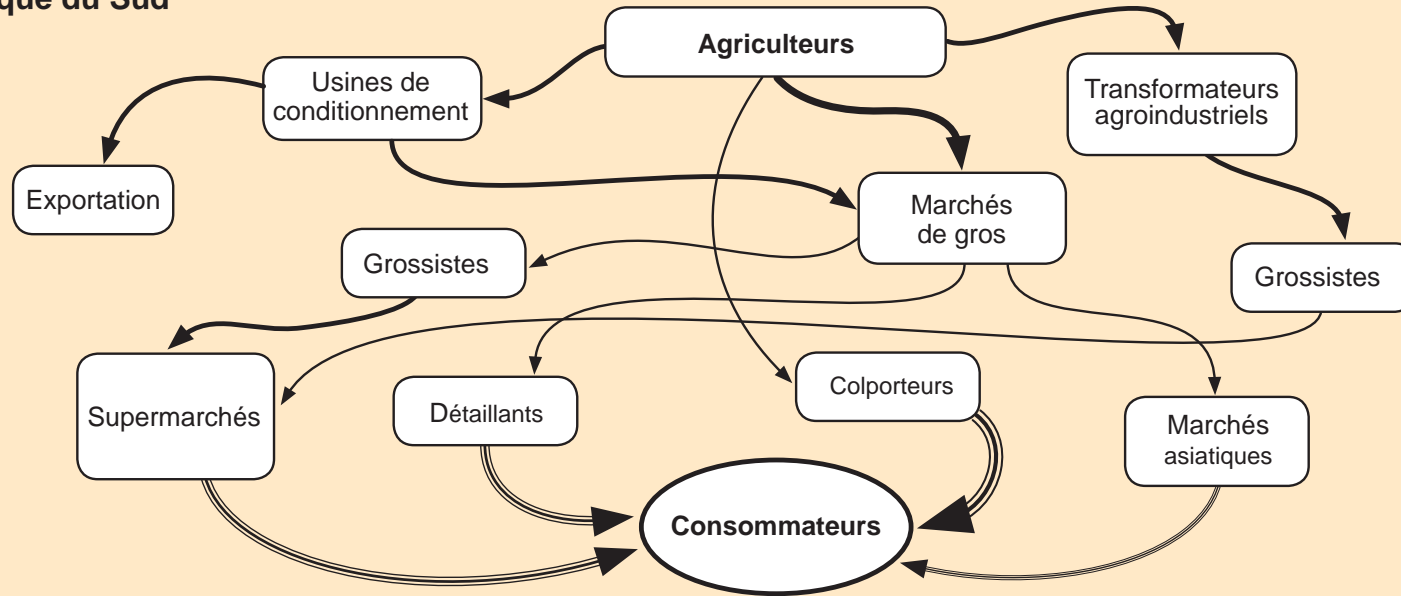 que du Sud
Agriculteurs
Usines de
conditionnement
Transformateurs
agroindustriels
Exportation
Marchés
de gros
Grossistes
Grossistes
Supermarchés
Détaillants
Colporteurs
Marchés
asiatiques
Consommateurs